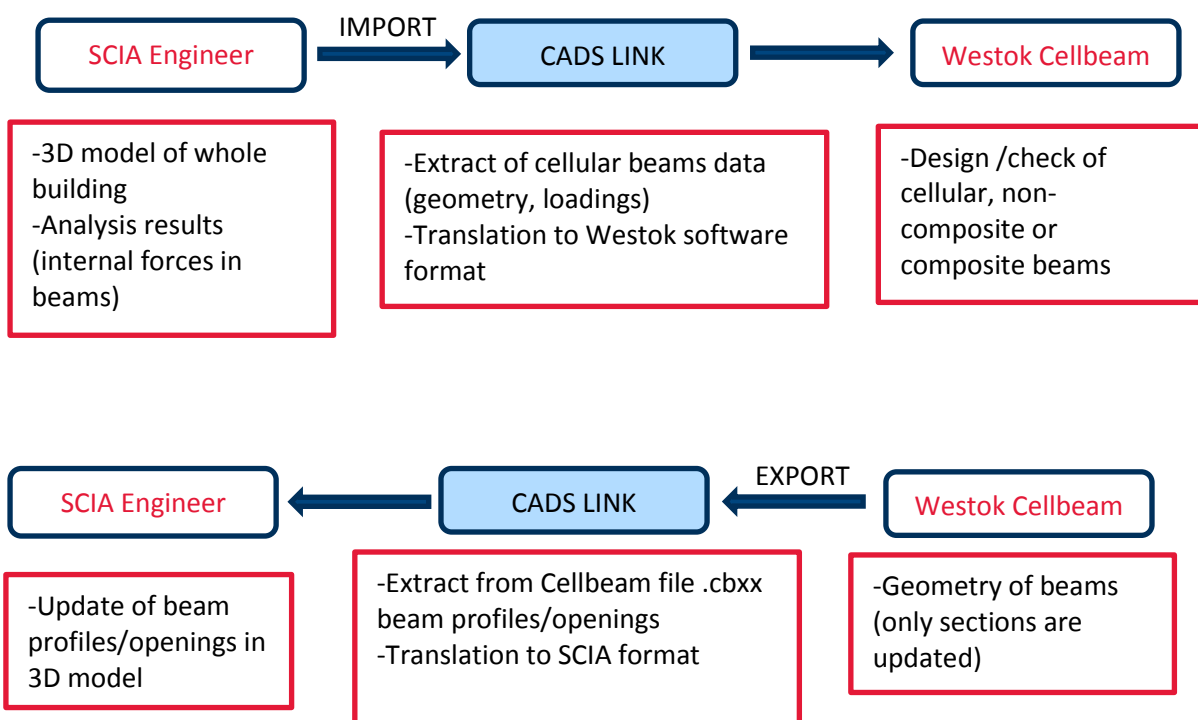 IMPORT
SCIA Engineer
CADS LINK
Westok Cellbeam
-3D model of whole
building
-Analysis results
(internal forces in
beams)
-Extract of cellular beams data
(geometry, loadings)
-Translation to Westok software
format
-Design /check of
cellular, non-
composite or
composite beams
EXPORT
SCIA Engineer
CADS LINK
Westok Cellbeam
-Update of beam
profiles/openings in
3D model
-Extract from Cellbeam file .cbxx
beam profiles/openings
-Translation to SCIA format
-Geometry of beams
(only sections are
updated)